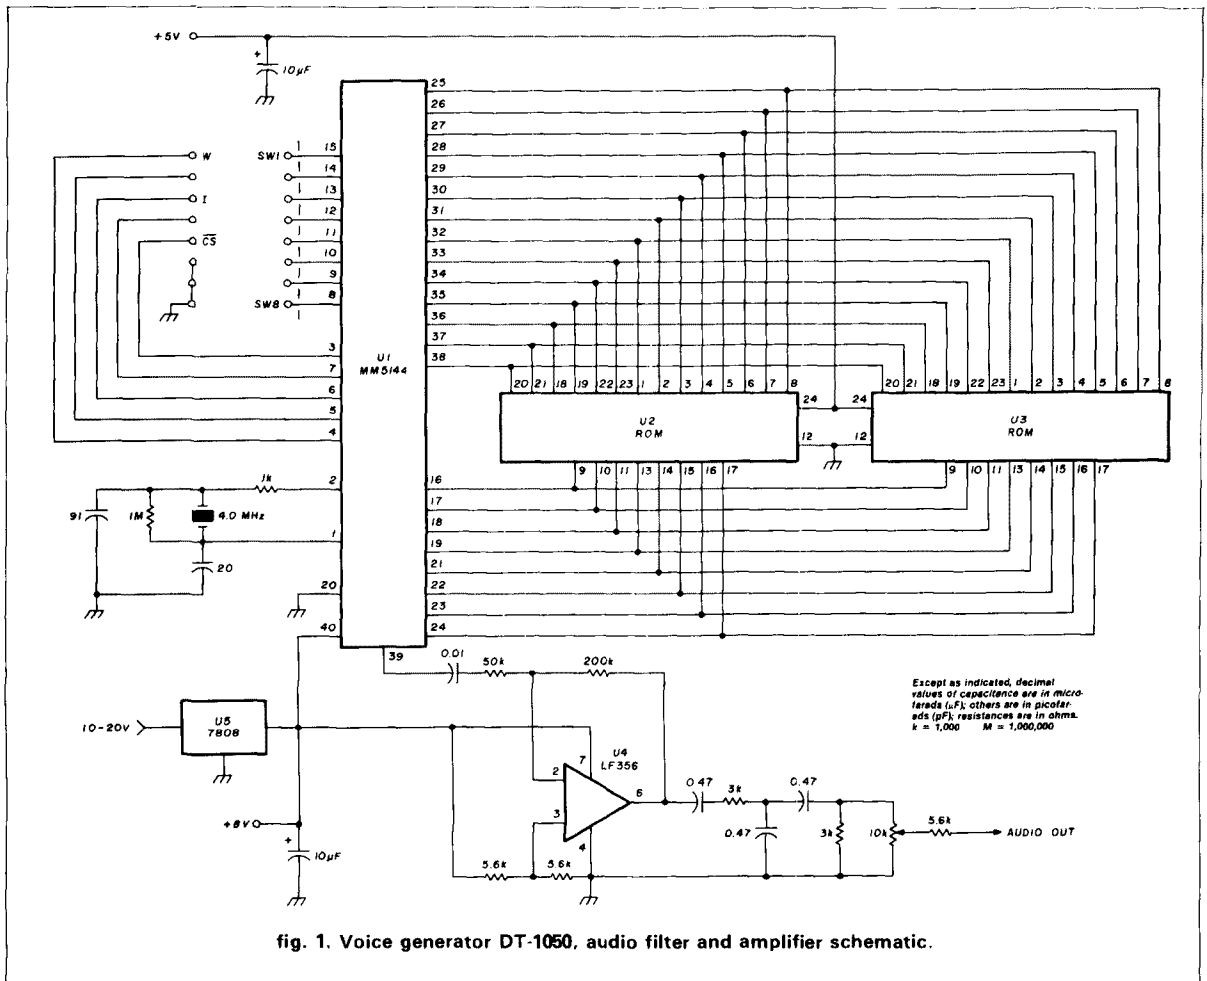 +5V
+
10µF
W
I
CS
SW1
SW8
15
14
13
12
11
10
9
8
3
7
6
5
4
2
1
20
40
U1
MM5144
25
26
27
28
29
30
31
32
33
34
35
36
37
38
16
17
18
19
21
22
23
24
39
20 21 18 19 22 23 1 2 3 4 5 6 7 8
U2
ROM
24
12
9 10 11 13 14 15 16 17
20 21 18 19 22 23 1 2 3 4 5 6 7 8
24
12
U3
ROM
9 10 11 13 14 15 16 17
1k
91
1M
4.0 MHz
20
10-20V
U5
7808
+8V
+
10µF
0.01
50k
200k
U4
LF356
2
3
7
4
6
5.6k
5.6k
0.47
3k
0.47
0.47
3k
10k
5.6k
AUDIO OUT
Except as indicated, decimal
values of capacitance are in micro-
farads (µF); others are in picofar-
ads (pF); resistances are in ohms.
k = 1,000 M = 1,000,000
fig. 1. Voice generator DT-1050, audio filter and amplifier schematic.